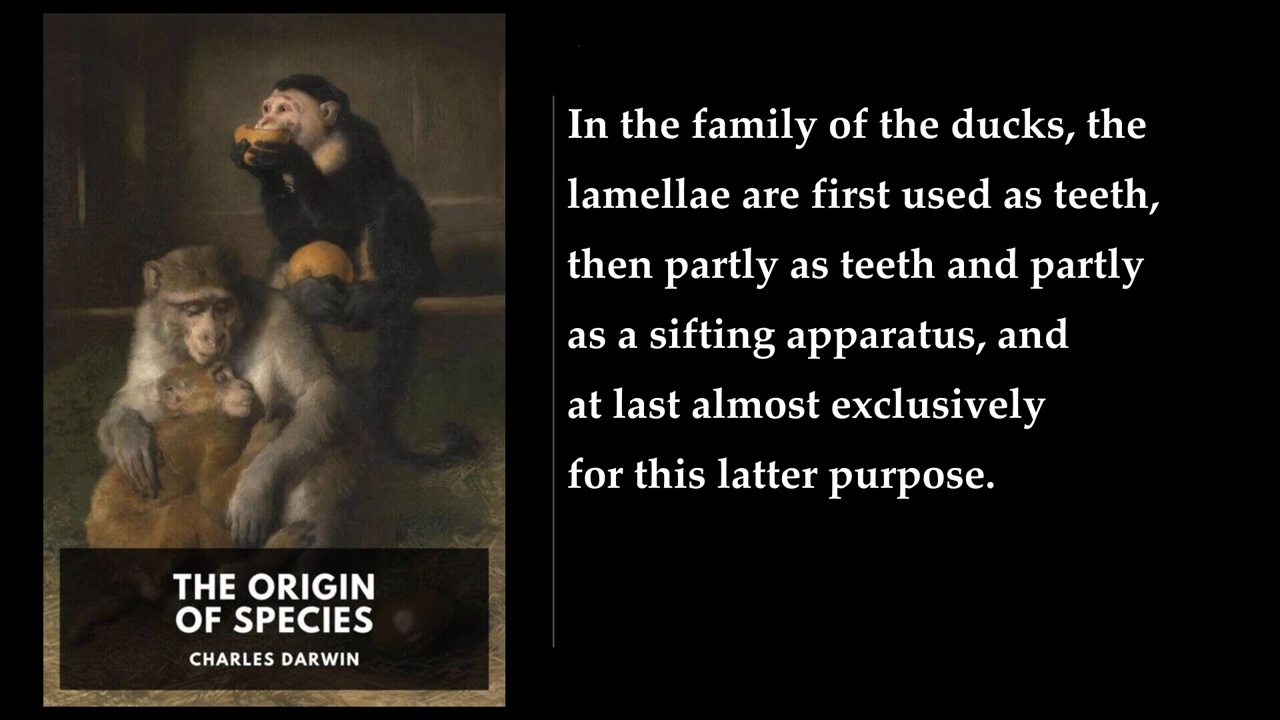 THE ORIGIN
OF SPECIES
CHARLES DARWIN
In the family of the ducks, the
lamellae are first used as teeth,
then partly as teeth and partly
as a sifting apparatus, and
at last almost exclusively
for this latter purpose.